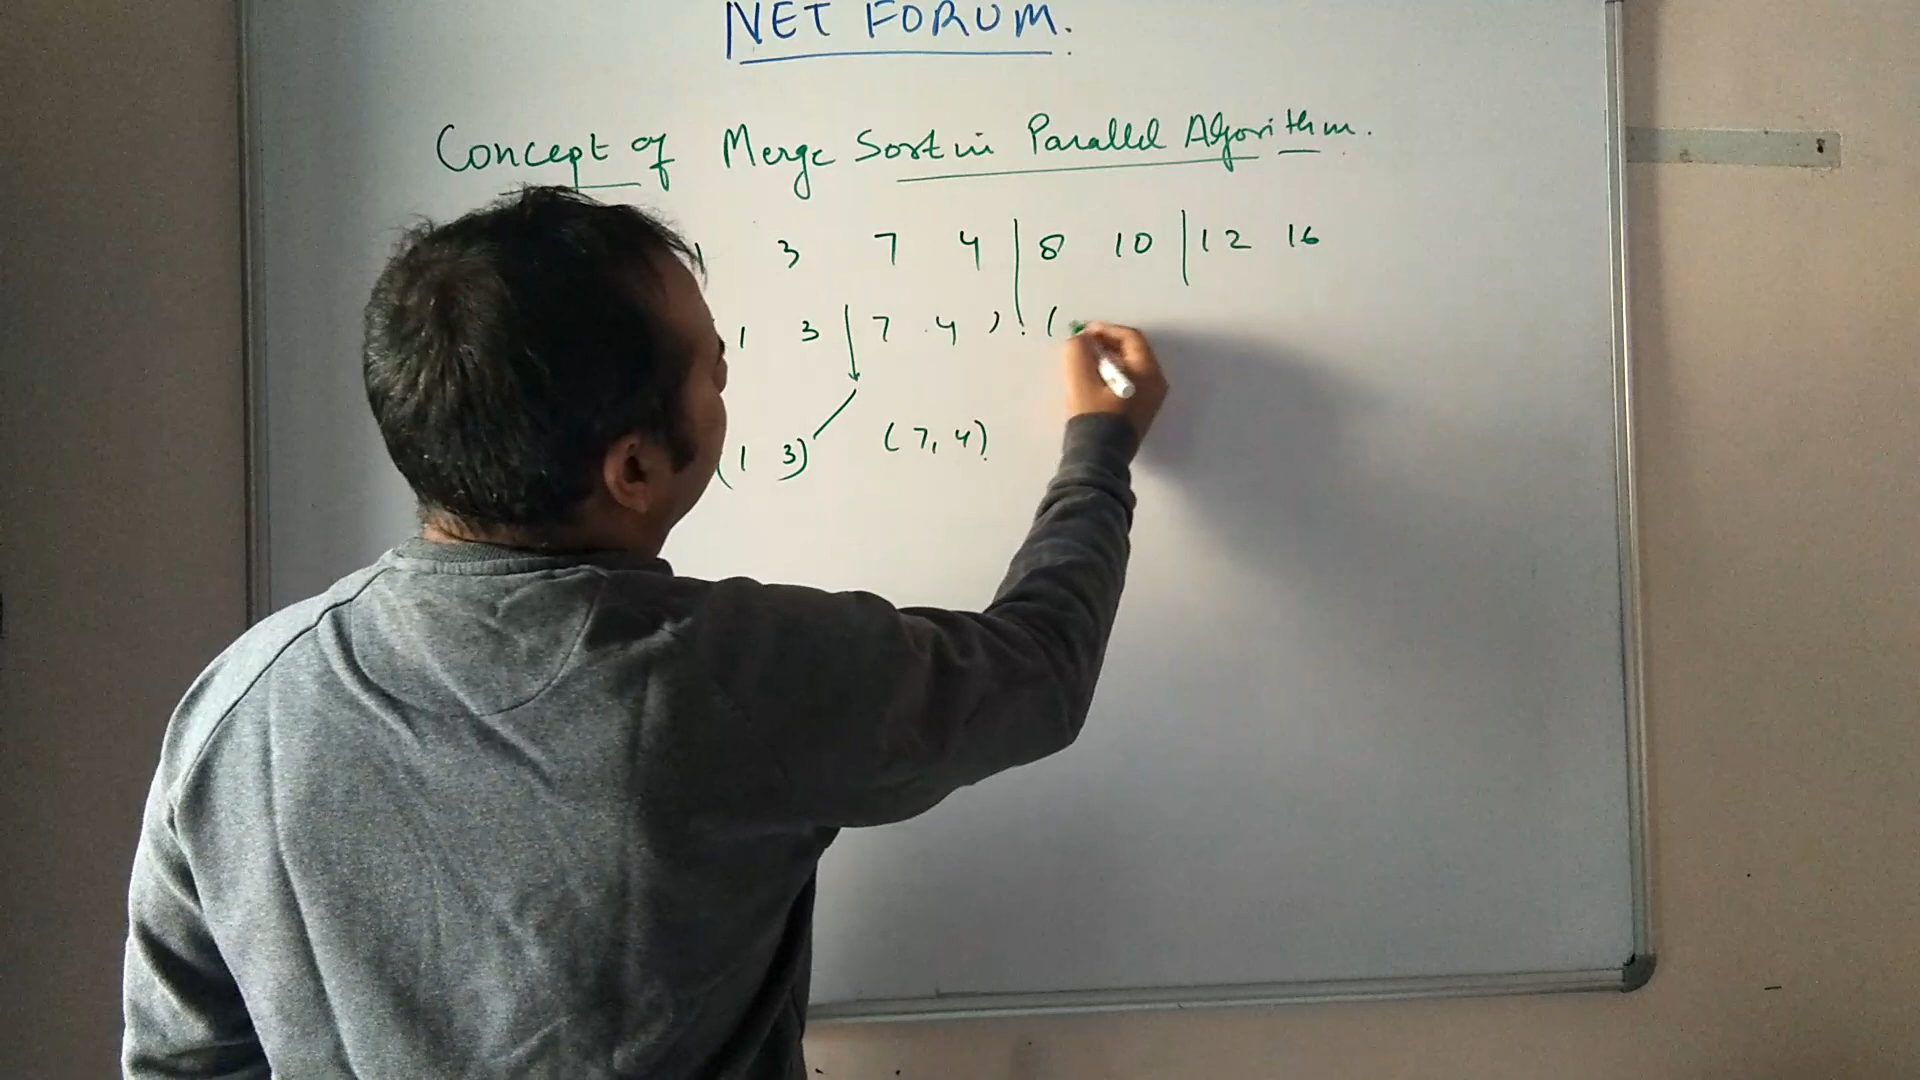 NET FORUM.
Concept of Merge Sort in Parallel Algorithm.
1 3 7 4 | 8 10 | 12 16
1 3 | 7 4 ) (
(1 3) (7, 4)